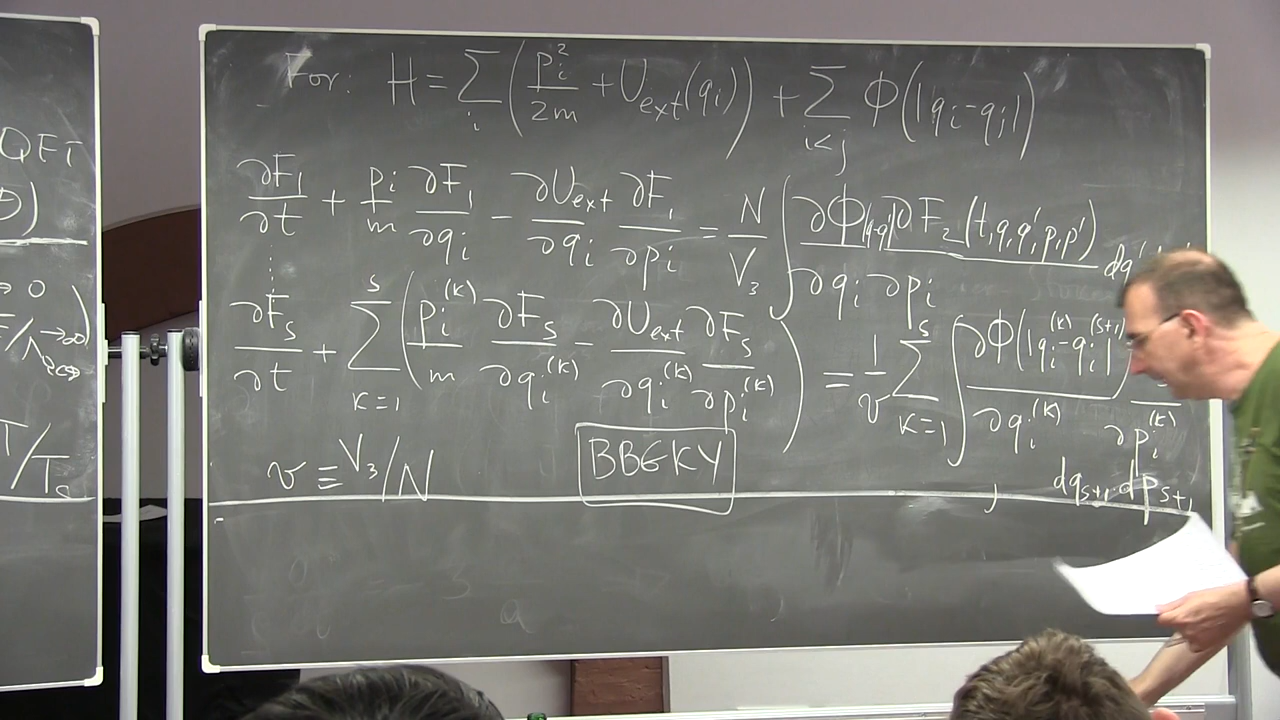 QFT
→ 0
→∞)
T/T_s
For: H = Σ_i (p_i²/2m + U_ext(q_i)) + Σ_{i<j} Φ(|q_i - q_j|)
∂F_1/∂t + p_i/m ∂F_1/∂q_i - ∂U_ext/∂q_i ∂F_1/∂p_i = N/V_3 ∫ ∂Φ(q-q')∂F_2(t,q,q',p,p')/∂q_i ∂p_i dq'
⋮
∂F_s/∂t + Σ_{K=1}^{s} (p_i^{(K)}/m ∂F_s/∂q_i^{(K)} - ∂U_ext/∂q_i^{(K)} ∂F_s/∂p_i^{(K)}) = 1/v Σ_{K=1}^{s} ∫ ∂Φ(|q_i^{(K)} - q_i^{(s+1)}|)/∂q_i^{(K)} ∂p_i^{(K)}
dq_{s+1} dp_{s+1}
v ≡ V_3/N
BBGKY